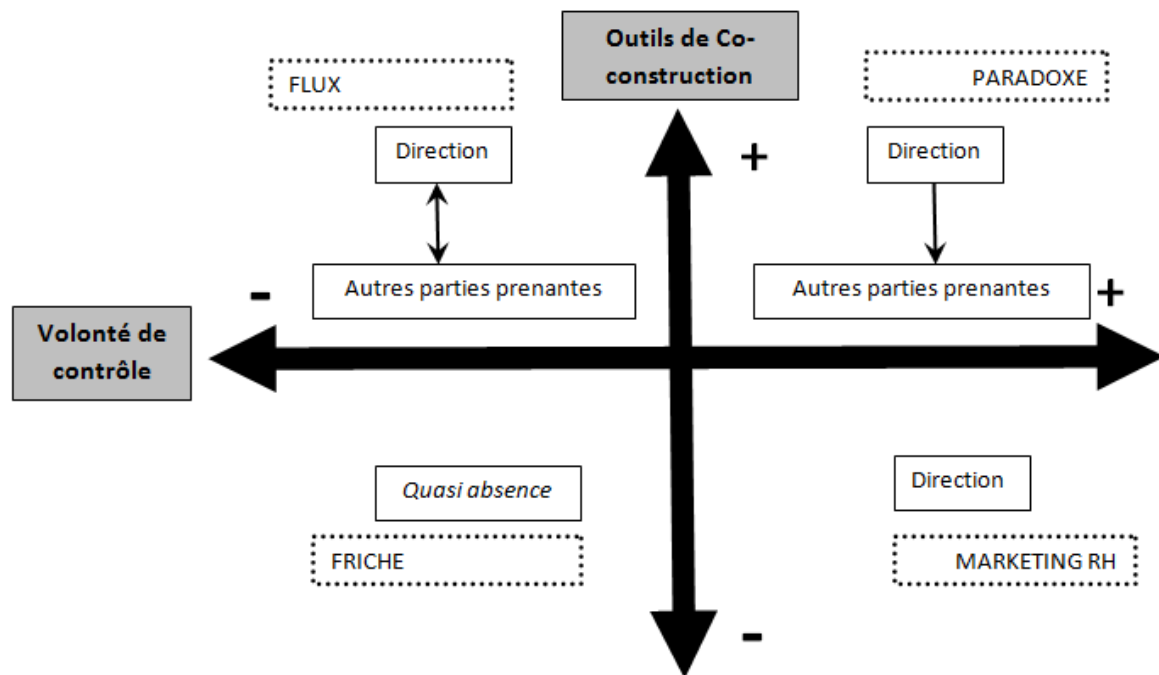 Outils de Co-
construction
FLUX
PARADOXE
Direction
+
Direction
Autres parties prenantes
Autres parties prenantes
-
+
Volonté de
contrôle
Quasi absence
Direction
FRICHE
MARKETING RH
-